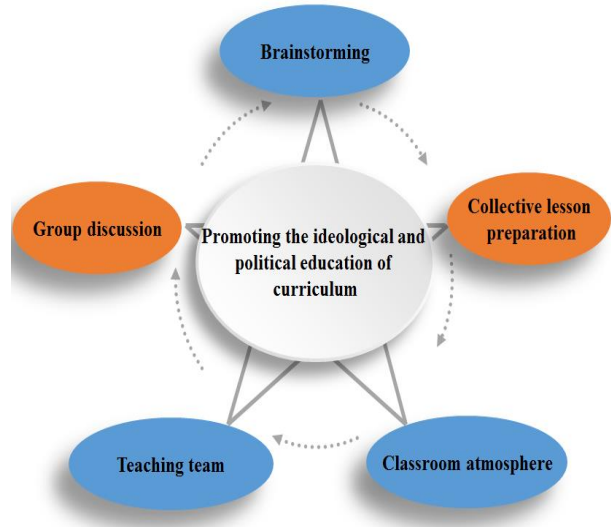 Brainstorming
Group discussion
Collective lesson
preparation
Promoting the ideological and
political education of
curriculum
Teaching team
Classroom atmosphere